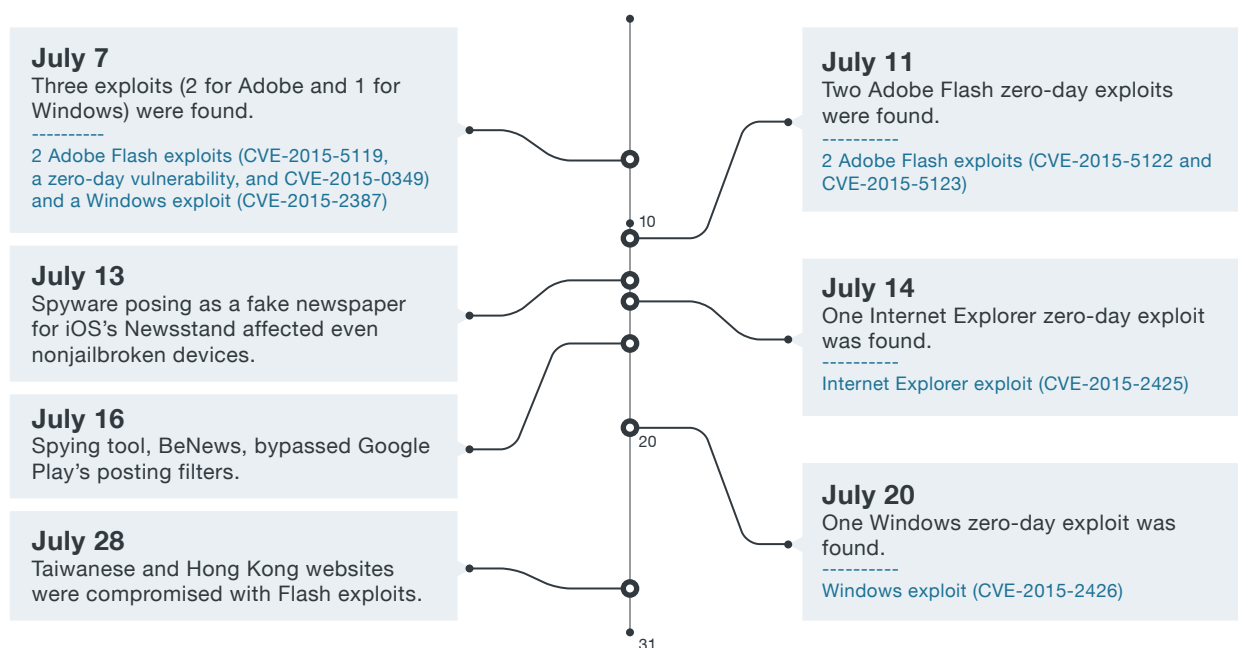 July 7
Three exploits (2 for Adobe and 1 for
Windows) were found.
----------
2 Adobe Flash exploits (CVE-2015-5119,
a zero-day vulnerability, and CVE-2015-0349)
and a Windows exploit (CVE-2015-2387)
July 11
Two Adobe Flash zero-day exploits
were found.
----------
2 Adobe Flash exploits (CVE-2015-5122 and
CVE-2015-5123)
10
July 13
Spyware posing as a fake newspaper
for iOS's Newsstand affected even
nonjailbroken devices.
July 14
One Internet Explorer zero-day exploit
was found.
----------
Internet Explorer exploit (CVE-2015-2425)
July 16
Spying tool, BeNews, bypassed Google
Play's posting filters.
20
July 20
One Windows zero-day exploit was
found.
----------
Windows exploit (CVE-2015-2426)
July 28
Taiwanese and Hong Kong websites
were compromised with Flash exploits.
31